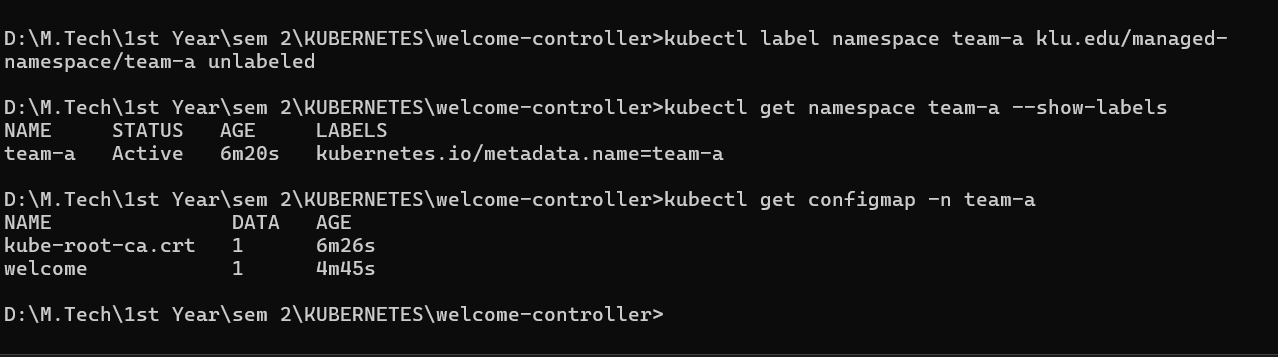 D:\M.Tech\1st Year\sem 2\KUBERNETES\welcome-controller>kubectl label namespace team-a klu.edu/managed-
namespace/team-a unlabeled
D:\M.Tech\1st Year\sem 2\KUBERNETES\welcome-controller>kubectl get namespace team-a --show-labels
NAME     STATUS   AGE     LABELS
team-a   Active   6m20s   kubernetes.io/metadata.name=team-a
D:\M.Tech\1st Year\sem 2\KUBERNETES\welcome-controller>kubectl get configmap -n team-a
NAME               DATA   AGE
kube-root-ca.crt   1      6m26s
welcome            1      4m45s
D:\M.Tech\1st Year\sem 2\KUBERNETES\welcome-controller>